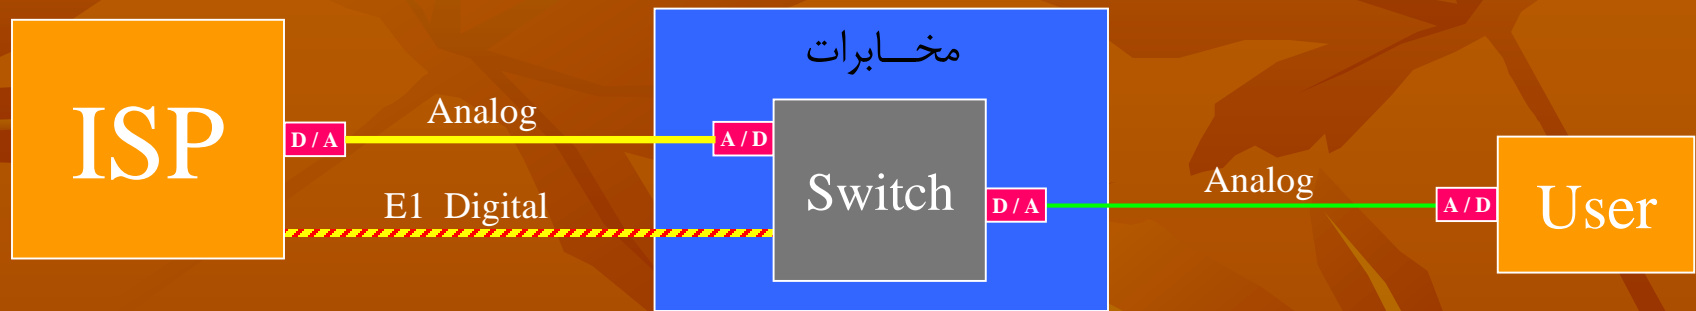 مخـــابرات
ISP
Analog
D / A
A / D
E1 Digital
Switch
D / A
Analog
A / D
User